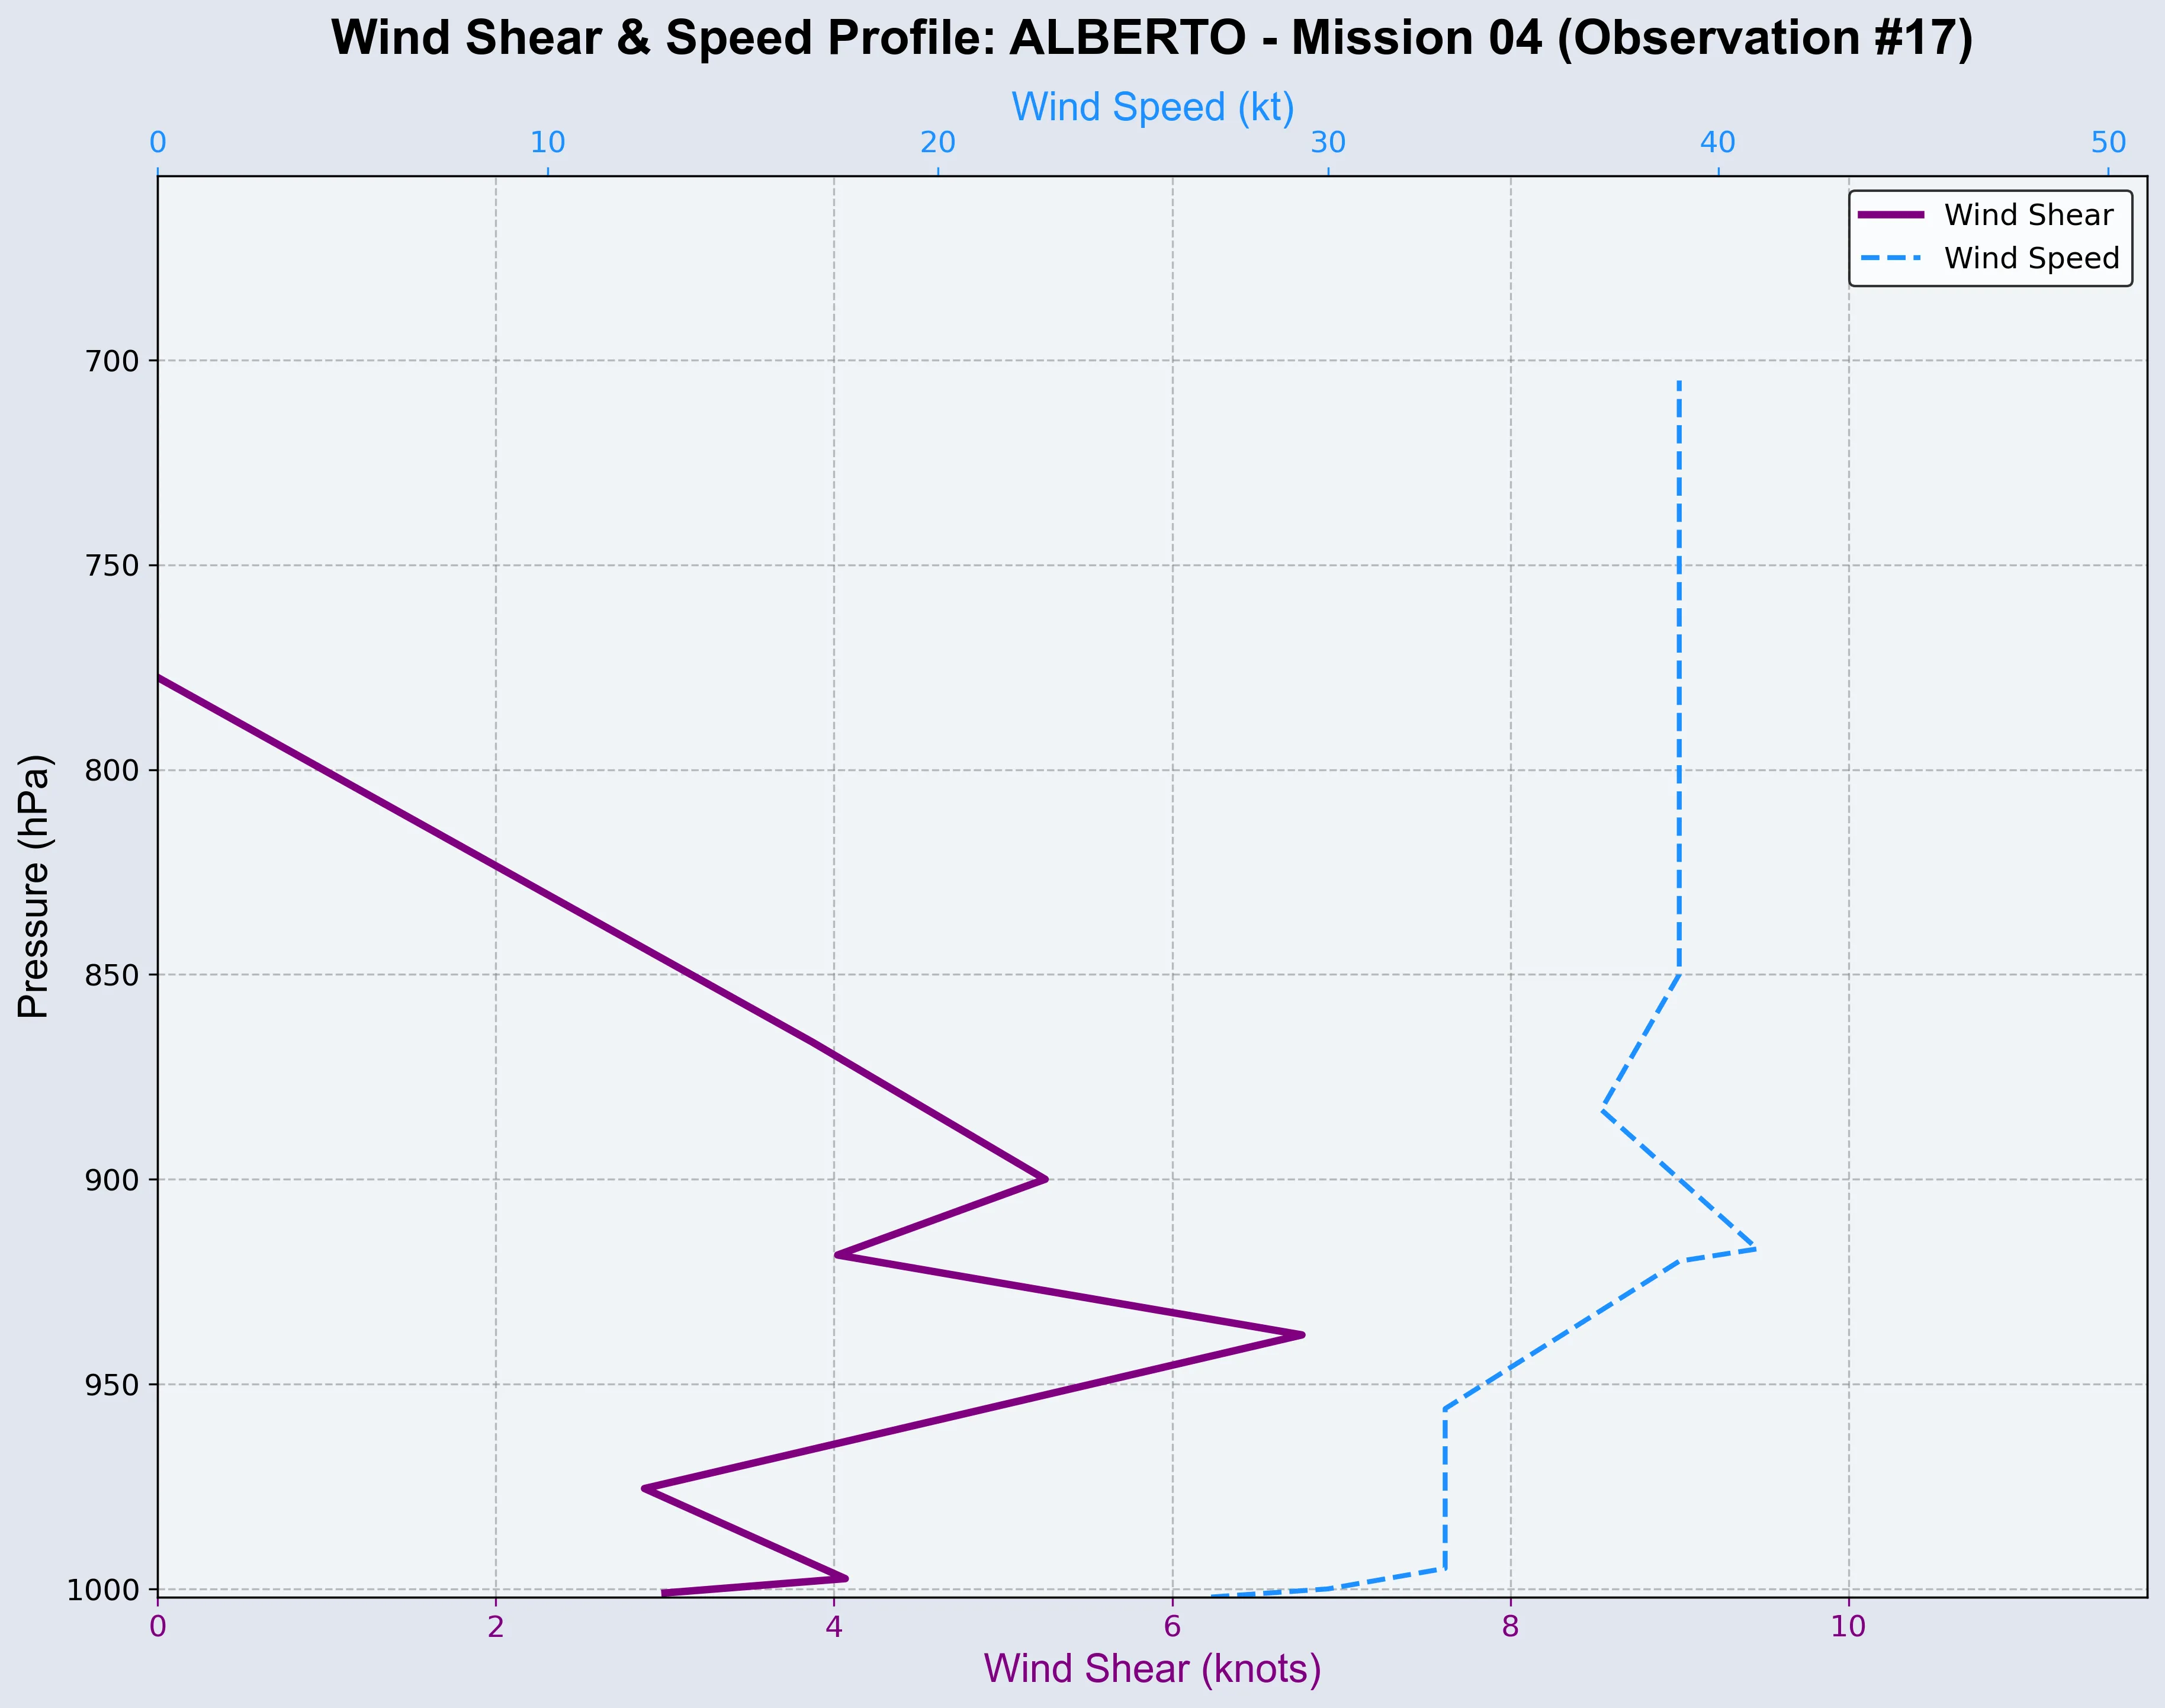 Wind Shear & Speed Profile: ALBERTO - Mission 04 (Observation #17)
Wind Speed (kt)
0 10 20 30 40 50
Wind Shear
Wind Speed
700
750
800
850
900
950
1000
Pressure (hPa)
0 2 4 6 8 10
Wind Shear (knots)